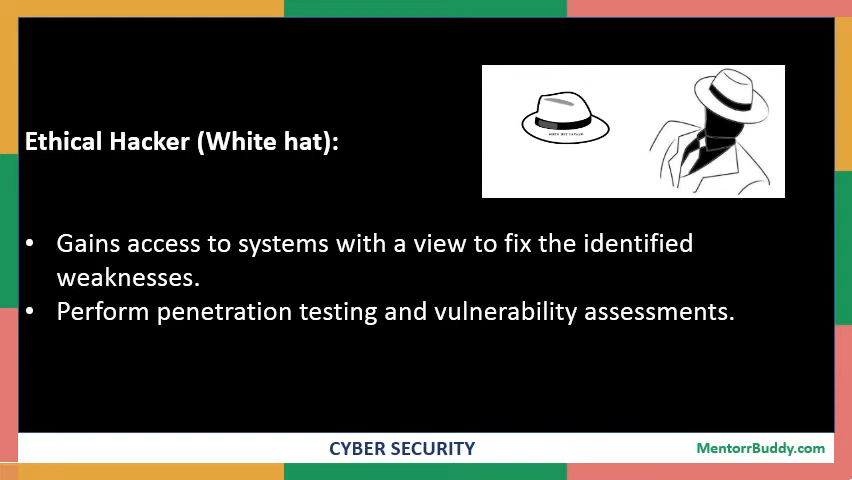 Ethical Hacker (White hat):
• Gains access to systems with a view to fix the identified
weaknesses.
• Perform penetration testing and vulnerability assessments.
CYBER SECURITY
MentorrBuddy.com